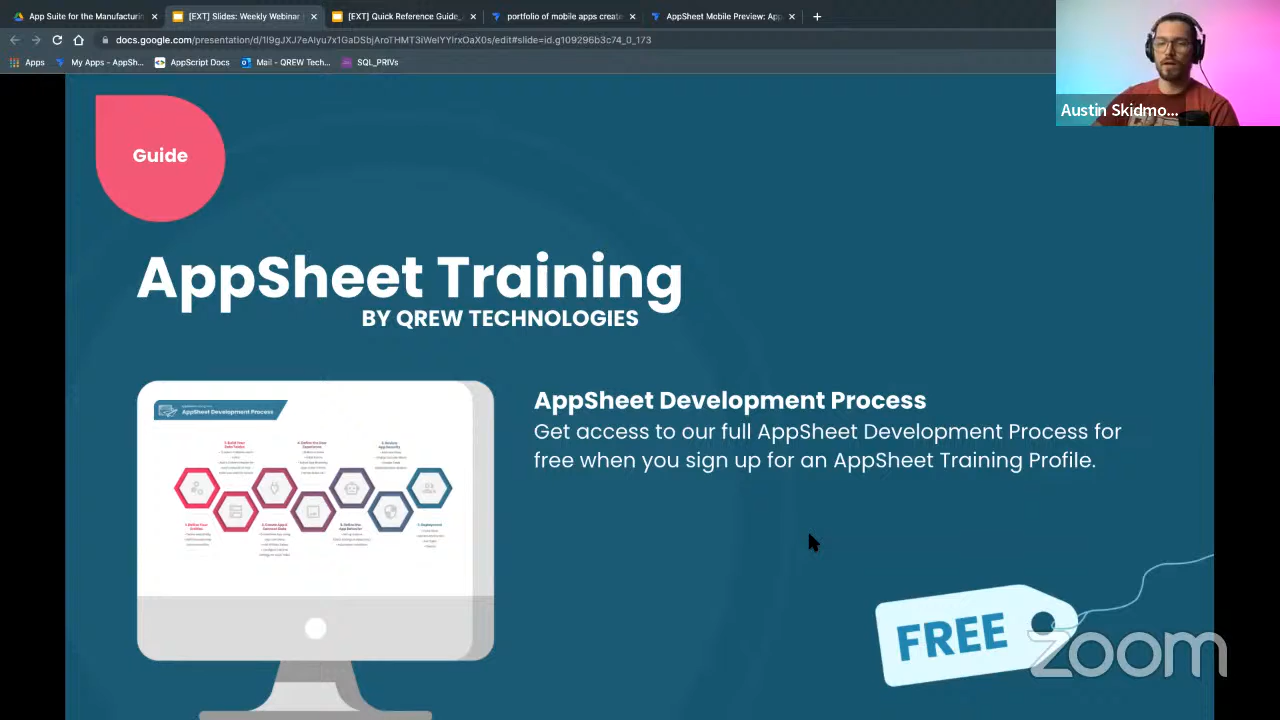 App Suite for the Manufacturin
[EXT] Slides: Weekly Webinar
[EXT] Quick Reference Guide_
portfolio of mobile apps create
AppSheet Mobile Preview: App
docs.google.com/presentation/d/1l9gJXJ7eAlyu7x1GaDSbjAroTHMT3iWeIYYIrxOaX0s/edit#slide=id.g109296b3c74_0_173
Apps
My Apps - AppSh...
AppScript Docs
Mail - QREW Tech...
SQL_PRIVs
Austin Skidmo...
Guide
AppSheet Training
BY QREW TECHNOLOGIES
AppSheet Development Process
AppSheet Development Process
Get access to our full AppSheet Development Process for
free when you sign up for an AppSheet Training Profile.
FREE
zoom